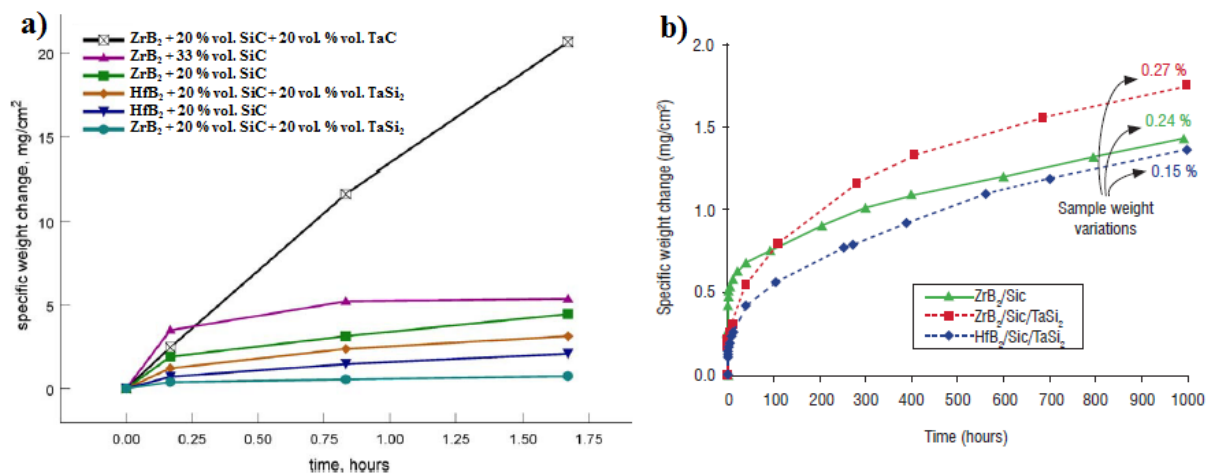 a)
ZrB2 + 20 % vol. SiC + 20 vol. % vol. TaC
ZrB2 + 33 % vol. SiC
ZrB2 + 20 % vol. SiC
HfB2 + 20 % vol. SiC + 20 vol. % vol. TaSi2
HfB2 + 20 % vol. SiC
ZrB2 + 20 % vol. SiC + 20 vol. % vol. TaSi2
specific weight change, mg/cm2
20
15
10
5
0
0.00 0.25 0.50 0.75 1.00 1.25 1.50 1.75
time, hours
b)
Specific weight change (mg/cm2)
2.0
1.5
1.0
0.5
0.0
0.27 %
0.24 %
0.15 %
Sample weight
variations
ZrB2/Sic
ZrB2/Sic/TaSi2
HfB2/Sic/TaSi2
0 100 200 300 400 500 600 700 800 900 1000
Time (hours)